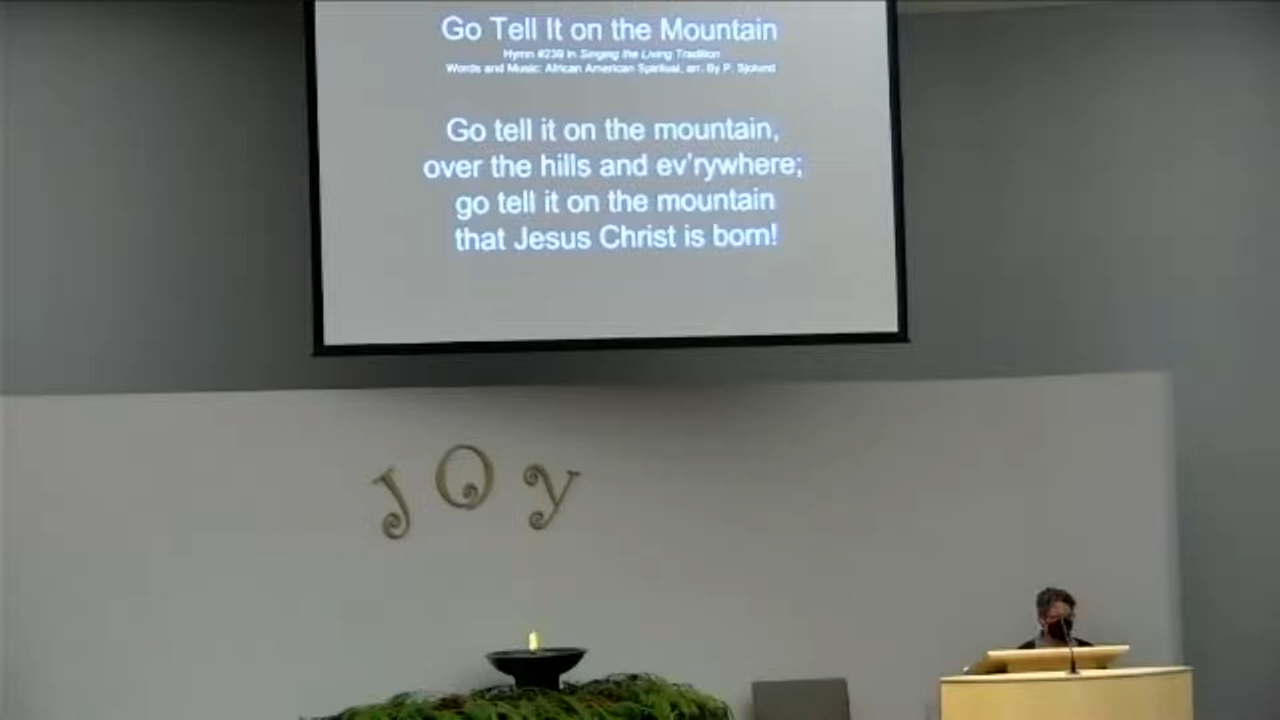 Go Tell It on the Mountain
Hymn #239 in Singing the Living Tradition
Words and Music: African American Spiritual, arr. By P. Sjolund
Go tell it on the mountain,
over the hills and ev'rywhere;
go tell it on the mountain
that Jesus Christ is born!
JOy